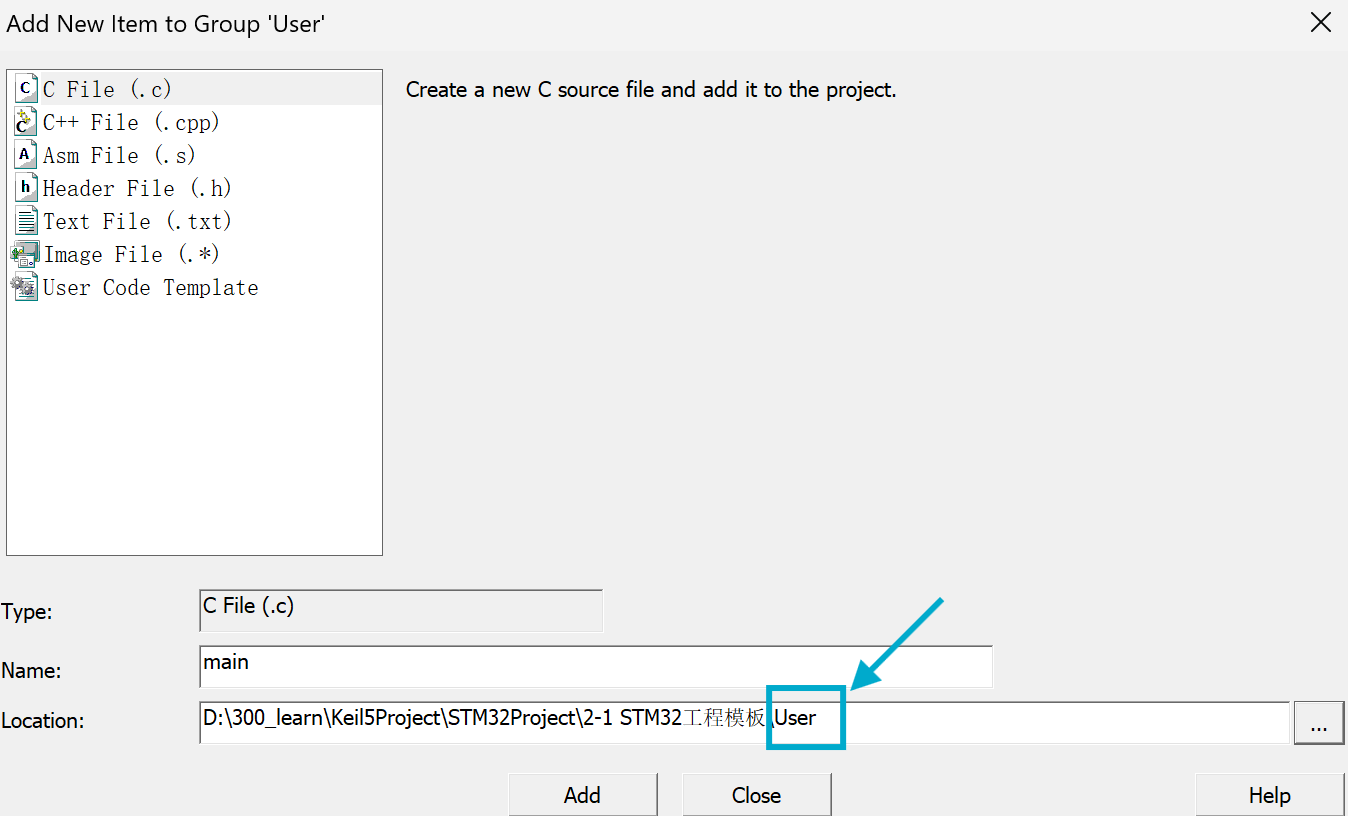 Add New Item to Group 'User'
C File (.c)
C++ File (.cpp)
Asm File (.s)
Header File (.h)
Text File (.txt)
Image File (.*)
User Code Template
Create a new C source file and add it to the project.
Type:
C File (.c)
Name:
main
Location:
D:\300_learn\Keil5Project\STM32Project\2-1 STM32工程模板\User
...
Add
Close
Help